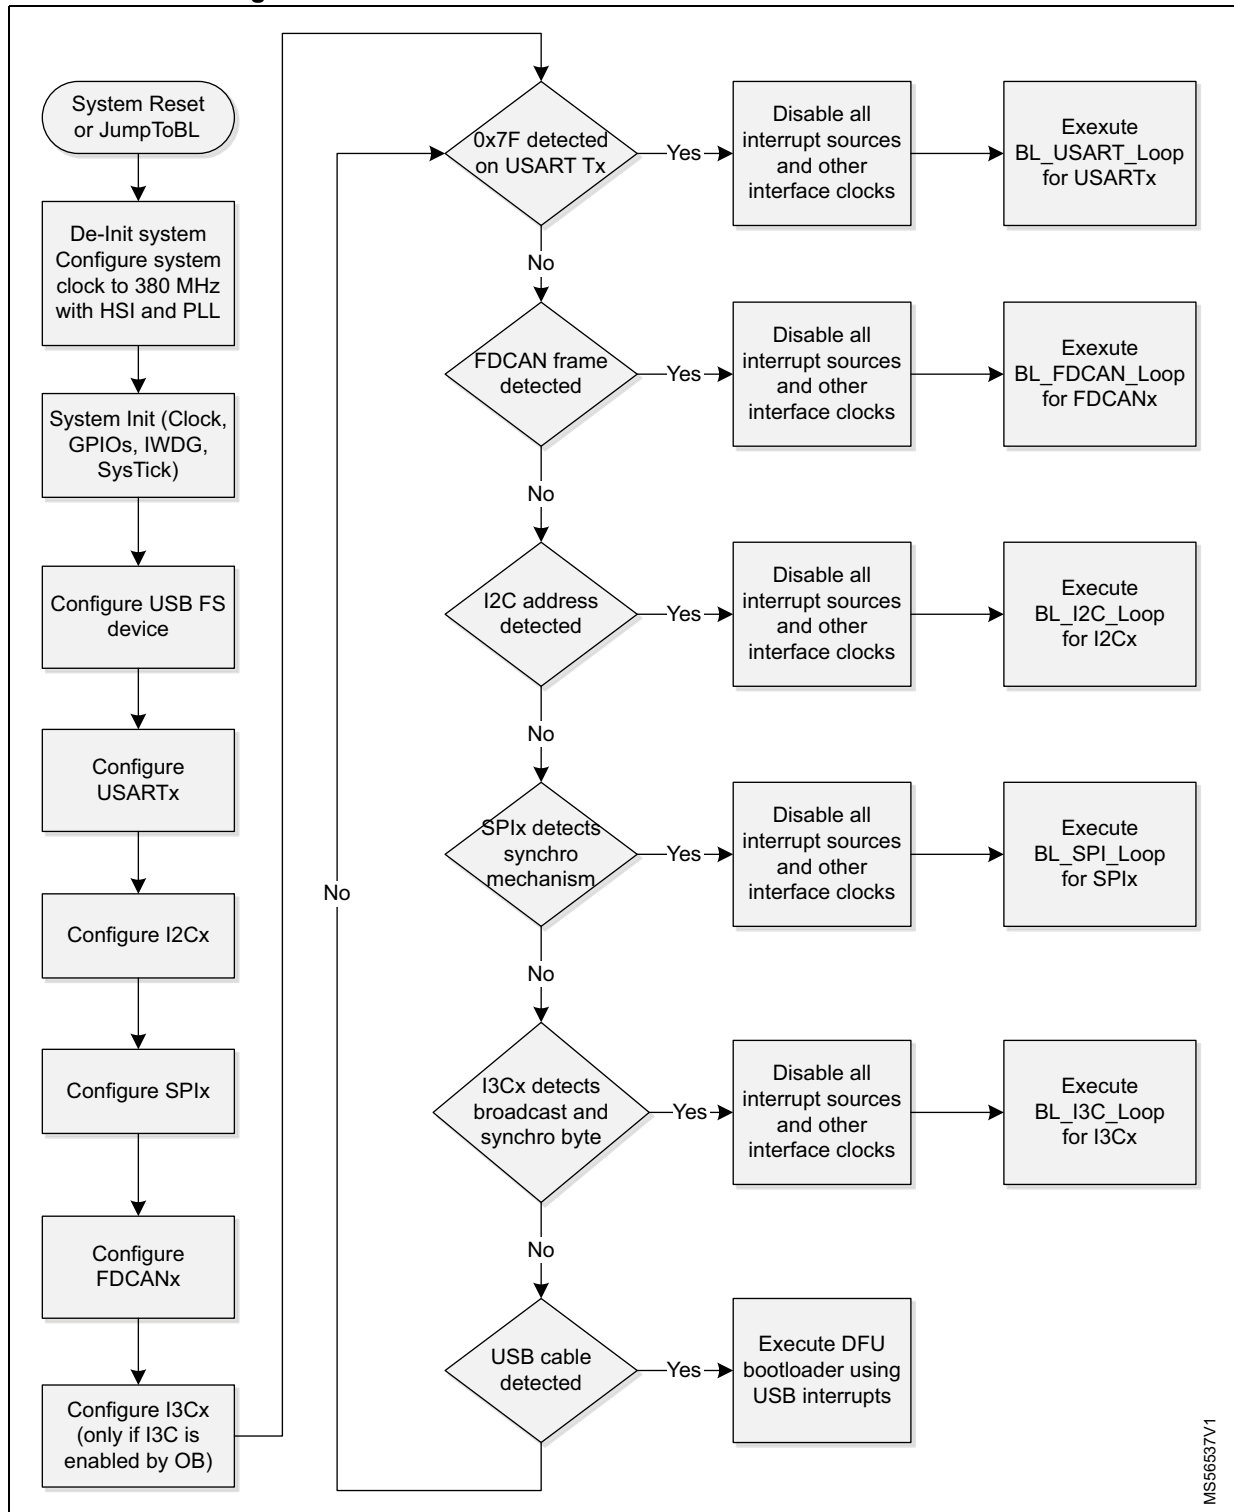 System Reset
or JumpToBL
De-Init system
Configure system
clock to 380 MHz
with HSI and PLL
System Init (Clock,
GPIOs, IWDG,
SysTick)
Configure USB FS
device
Configure
USARTx
Configure I2Cx
Configure SPIx
Configure
FDCANx
Configure I3Cx
(only if I3C is
enabled by OB)
No
0x7F detected
on USART Tx
Yes
Disable all
interrupt sources
and other
interface clocks
Exexute
BL_USART_Loop
for USARTx
No
FDCAN frame
detected
Yes
Disable all
interrupt sources
and other
interface clocks
Exexute
BL_FDCAN_Loop
for FDCANx
No
I2C address
detected
Yes
Disable all
interrupt sources
and other
interface clocks
Execute
BL_I2C_Loop
for I2Cx
No
SPIx detects
synchro
mechanism
Yes
Disable all
interrupt sources
and other
interface clocks
Execute
BL_SPI_Loop
for SPIx
No
I3Cx detects
broadcast and
synchro byte
Yes
Disable all
interrupt sources
and other
interface clocks
Execute
BL_I3C_Loop
for I3Cx
No
USB cable
detected
Yes
Execute DFU
bootloader using
USB interrupts
MS56537V1